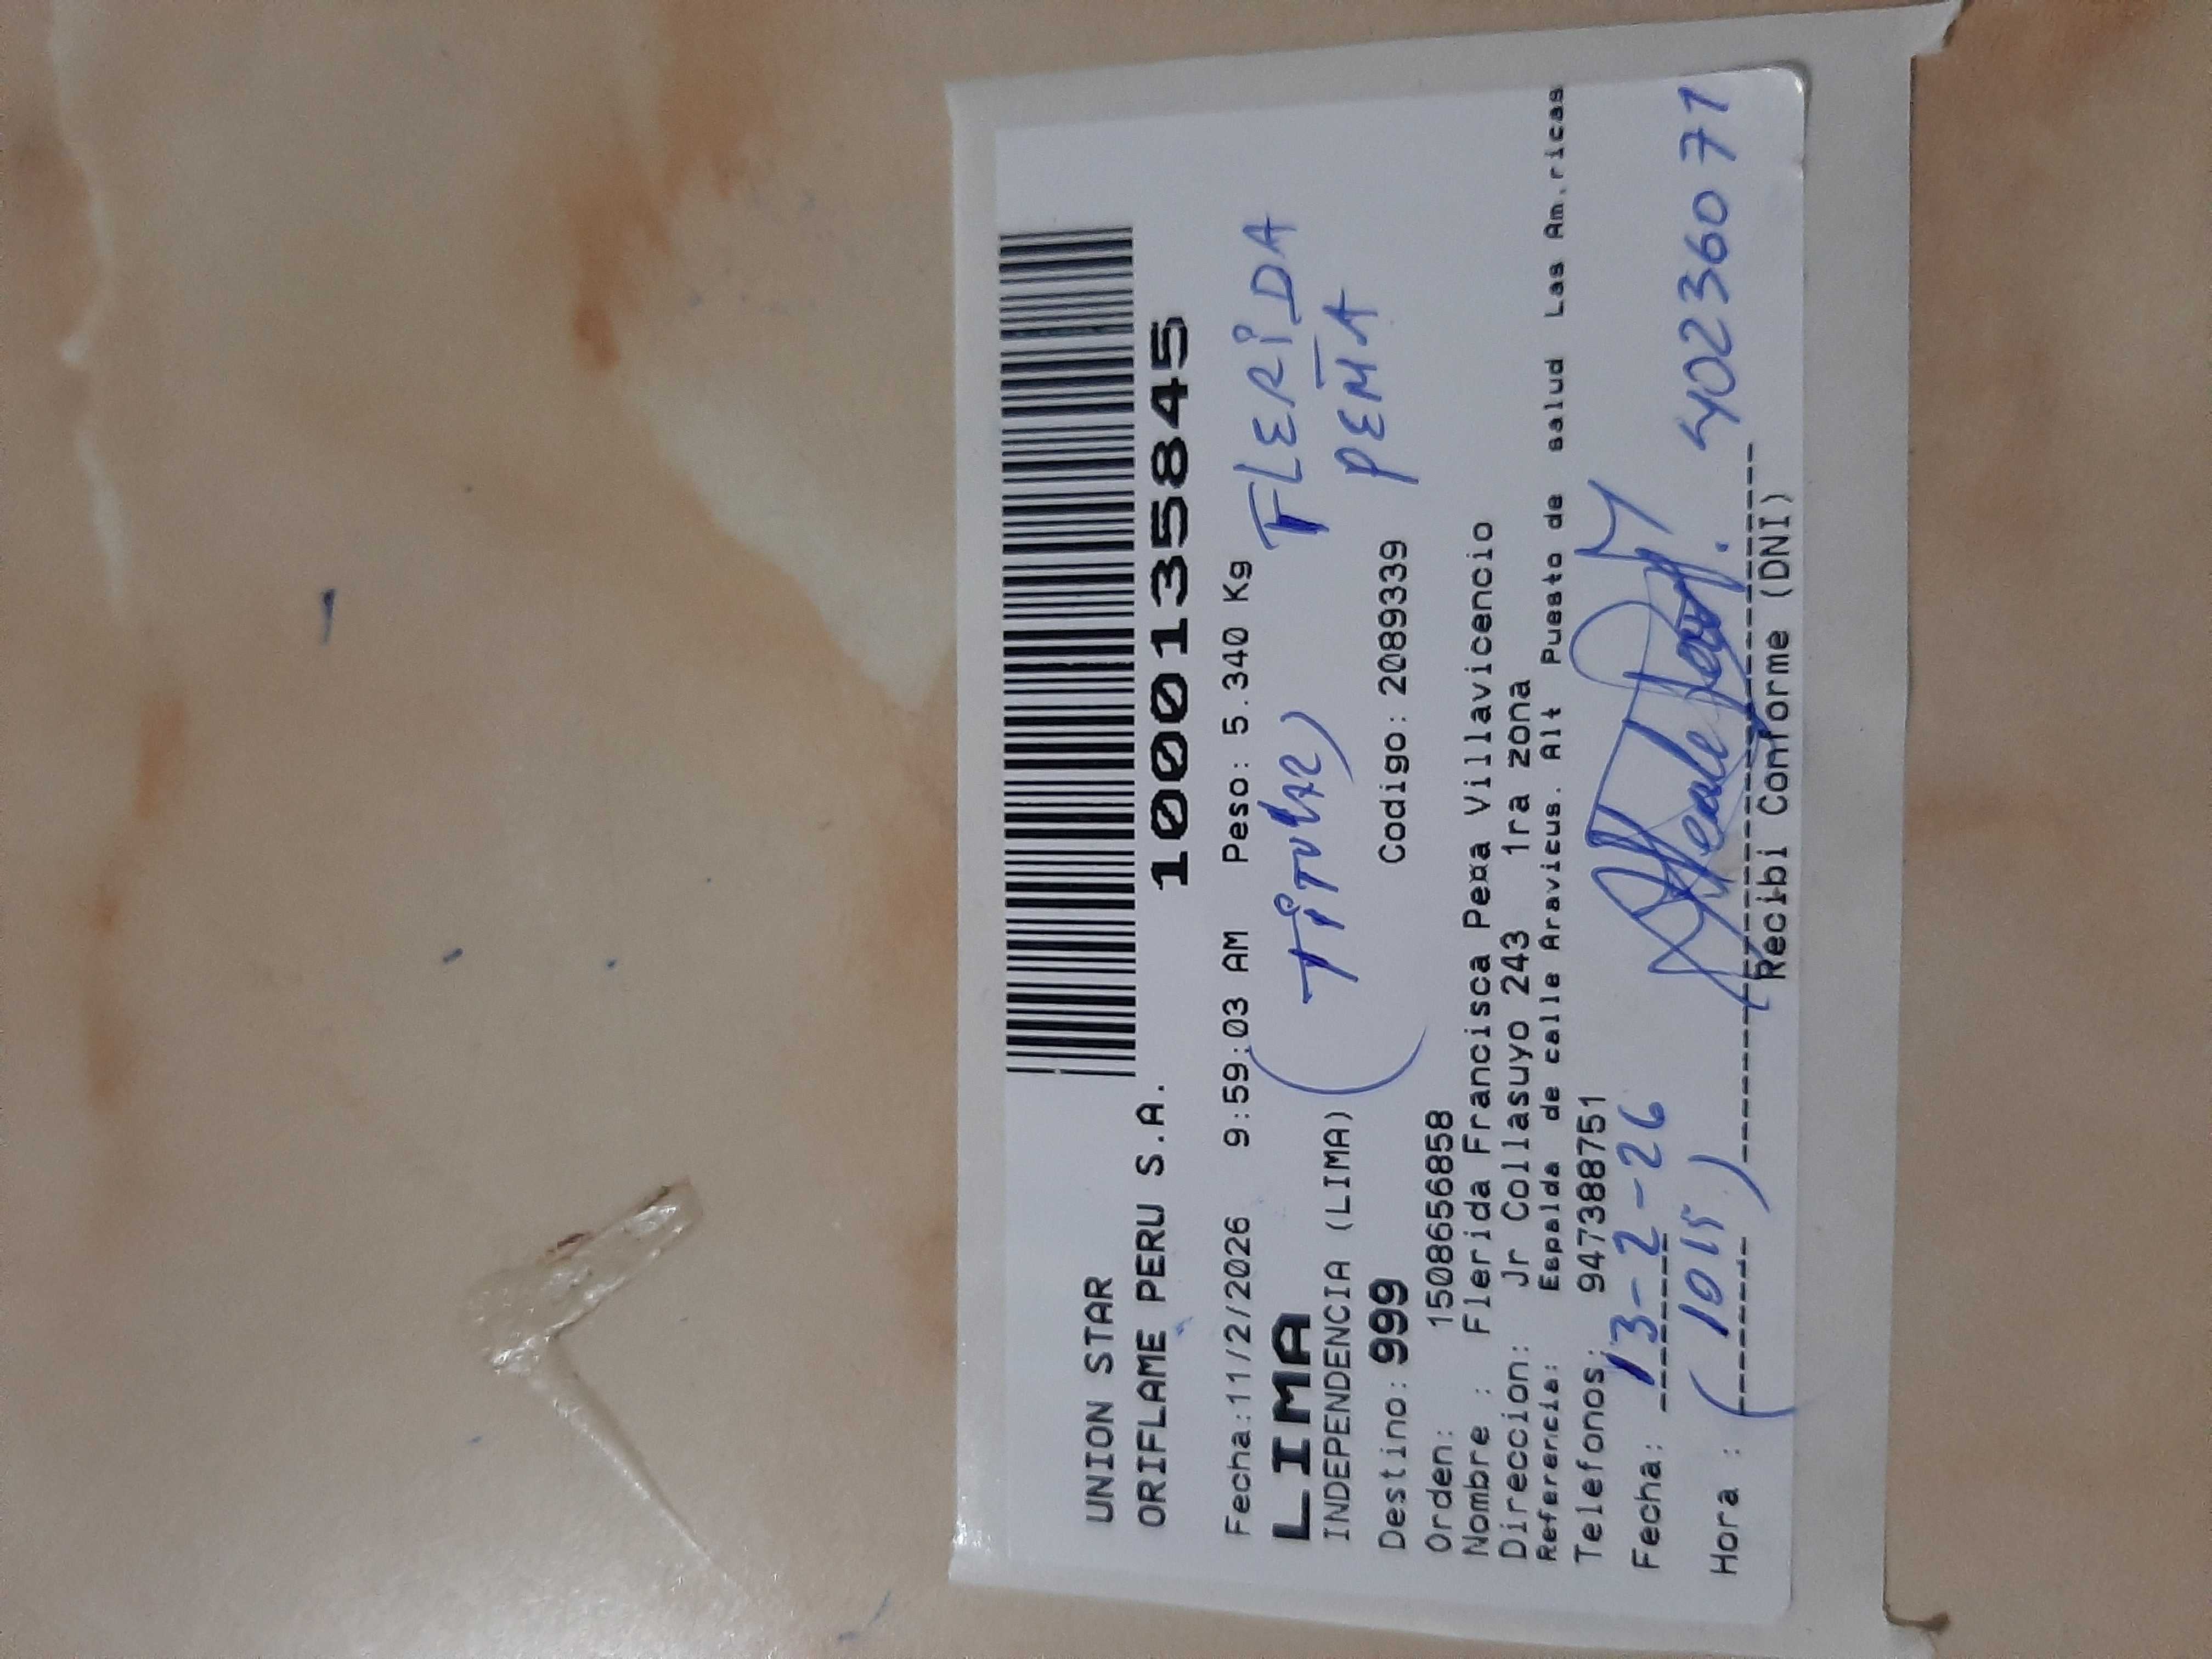 UNION STAR
ORIFLAME PERU S.A.
1000135845
Fecha:11/2/2026 9:59:03 AM Peso: 5.340 Kg
LIMA
(TiTULAR) FLERiDA
PEÑA
INDEPENDENCIA (LIMA)
Destino: 999 Codigo: 2089339
Orden: 1508656858
Nombre : Flerida Francisca Pe¤a Villavicencio
Direccion: Jr Collasuyo 243 1ra zona
Referencia: Espalda de calle Aravicus. Alt Puesto de salud Las Am.ricas
Telefonos: 947388751
Fecha: 13-2-26
Hora : (1015) 40236071
Recibi Conforme (DNI)